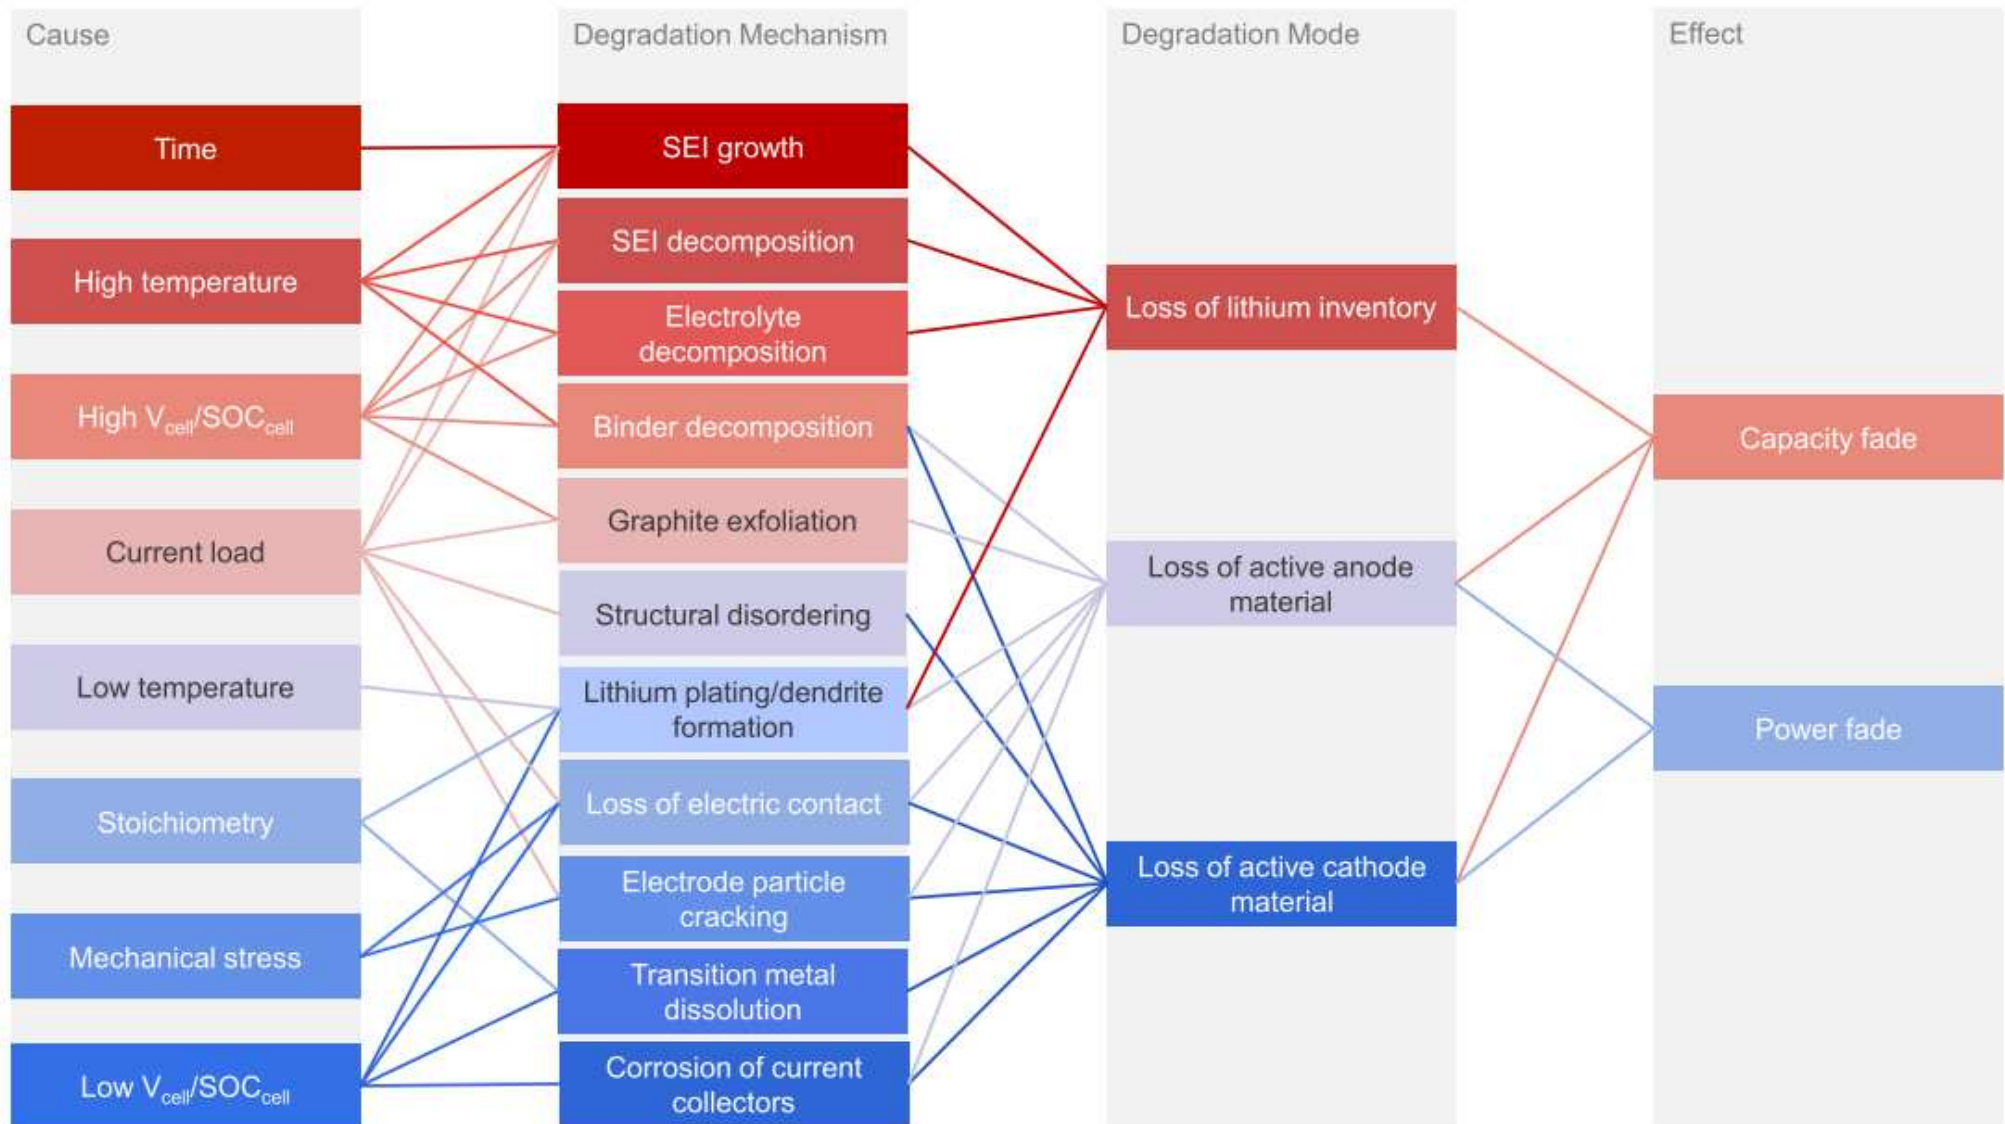 Cause
Time
High temperature
High Vcell/SOCcell
Current load
Low temperature
Stoichiometry
Mechanical stress
Low Vcell/SOCcell
Degradation Mechanism
SEI growth
SEI decomposition
Electrolyte
decomposition
Binder decomposition
Graphite exfoliation
Structural disordering
Lithium plating/dendrite
formation
Loss of electric contact
Electrode particle
cracking
Transition metal
dissolution
Corrosion of current
collectors
Degradation Mode
Loss of lithium inventory
Loss of active anode
material
Loss of active cathode
material
Effect
Capacity fade
Power fade